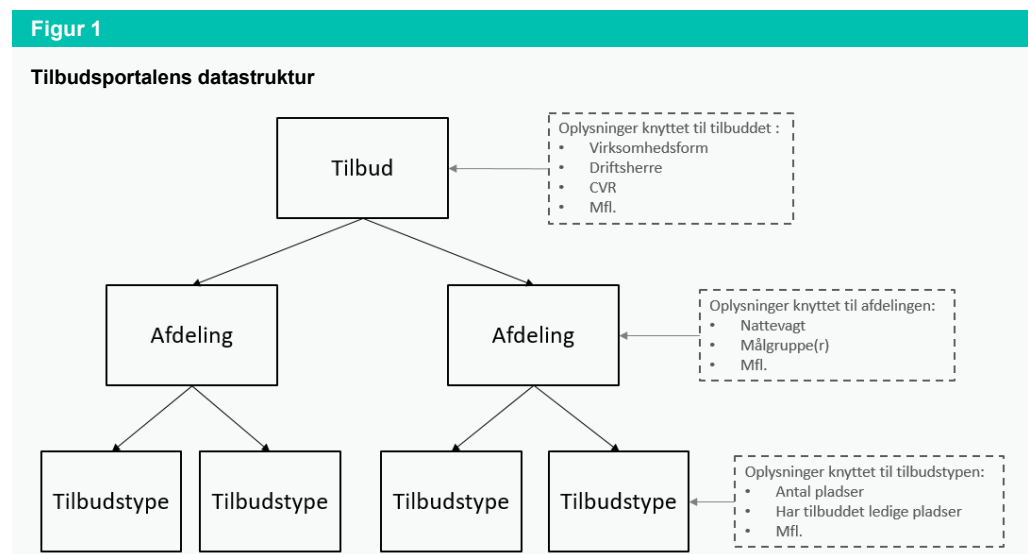 Figur 1
Tilbudsportalens datastruktur
Tilbud
Oplysninger knyttet til tilbuddet :
• Virksomhedsform
• Driftsherre
• CVR
• Mfl.
Afdeling
Afdeling
Oplysninger knyttet til afdelingen:
• Nattevagt
• Målgruppe(r)
• Mfl.
Tilbudstype
Tilbudstype
Tilbudstype
Tilbudstype
Oplysninger knyttet til tilbudstypen:
• Antal pladser
• Har tilbuddet ledige pladser
• Mfl.